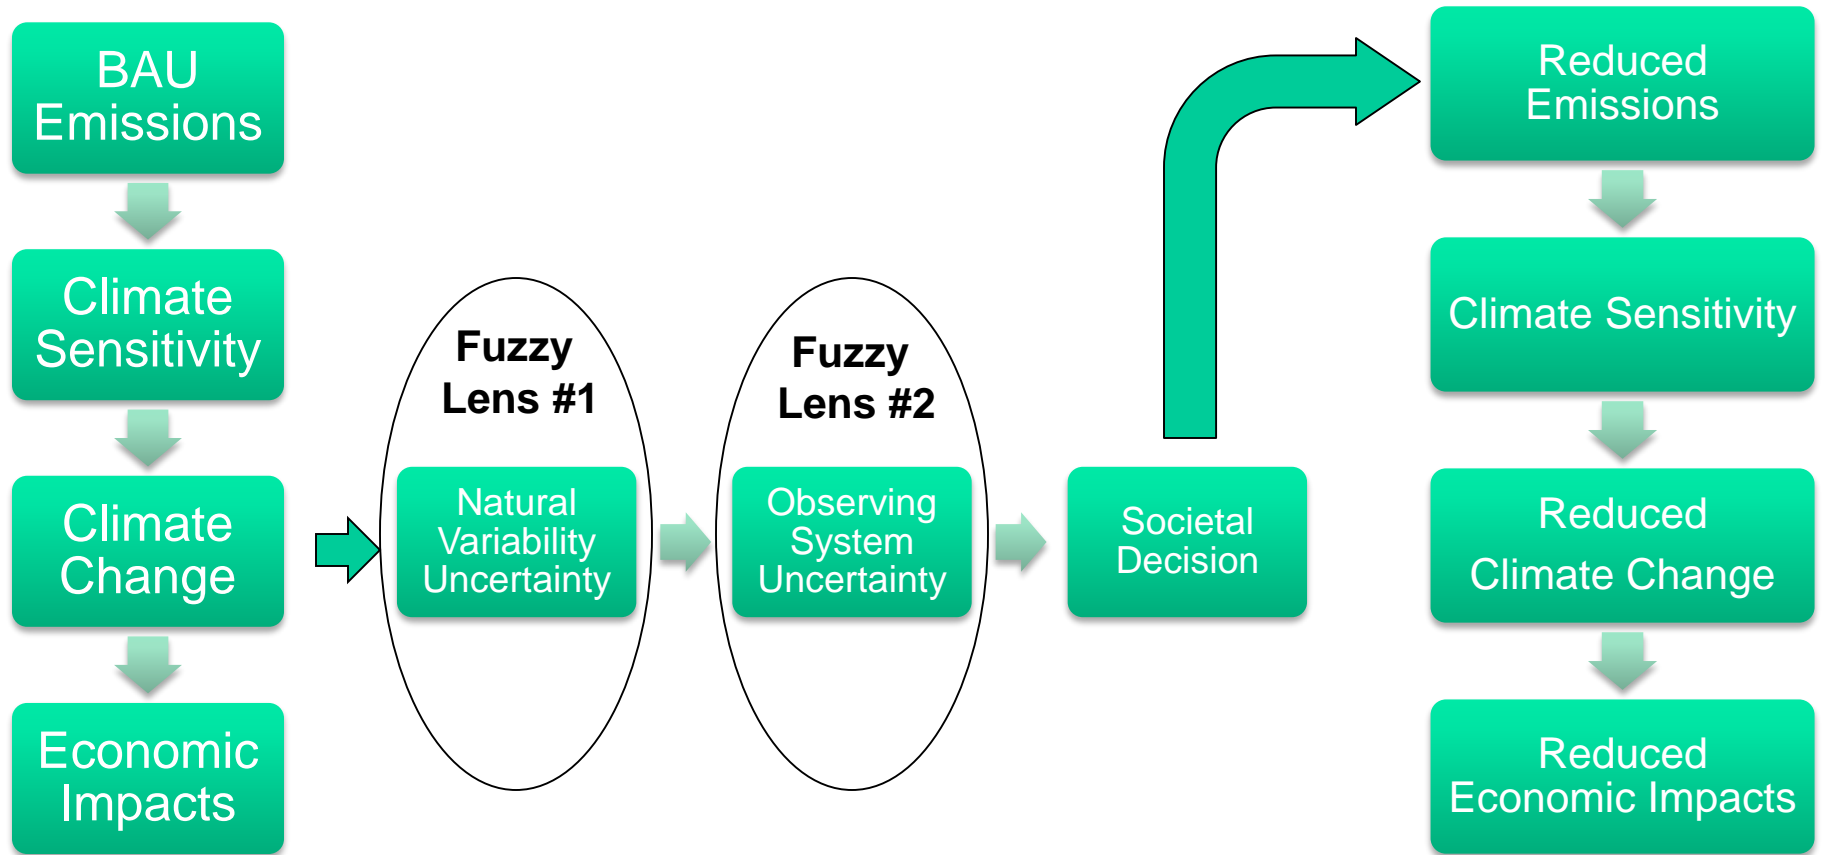 BAU
Emissions
Climate
Sensitivity
Climate
Change
Economic
Impacts
Fuzzy
Lens #1
Natural
Variability
Uncertainty
Fuzzy
Lens #2
Observing
System
Uncertainty
Societal
Decision
Reduced
Emissions
Climate Sensitivity
Reduced
Climate Change
Reduced
Economic Impacts